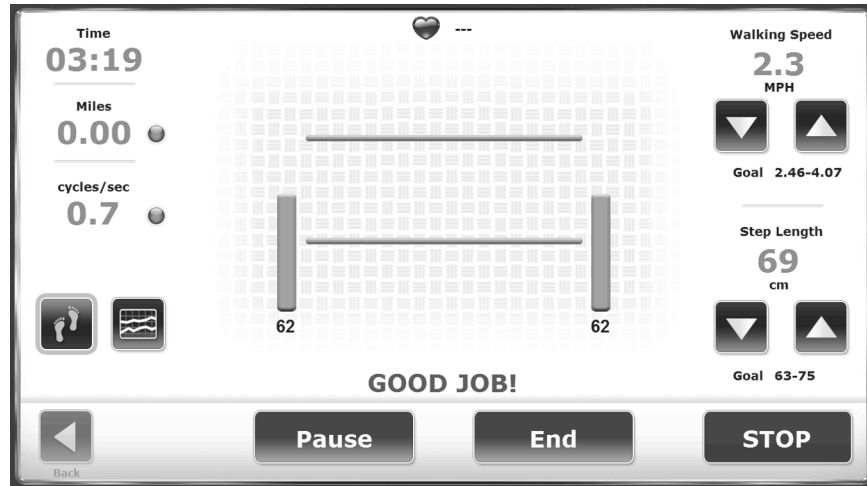 ---
Time
03:19
Miles
0.00
cycles/sec
0.7
62
62
GOOD JOB!
Walking Speed
2.3
MPH
Goal 2.46-4.07
Step Length
69
cm
Goal 63-75
Back
Pause
End
STOP